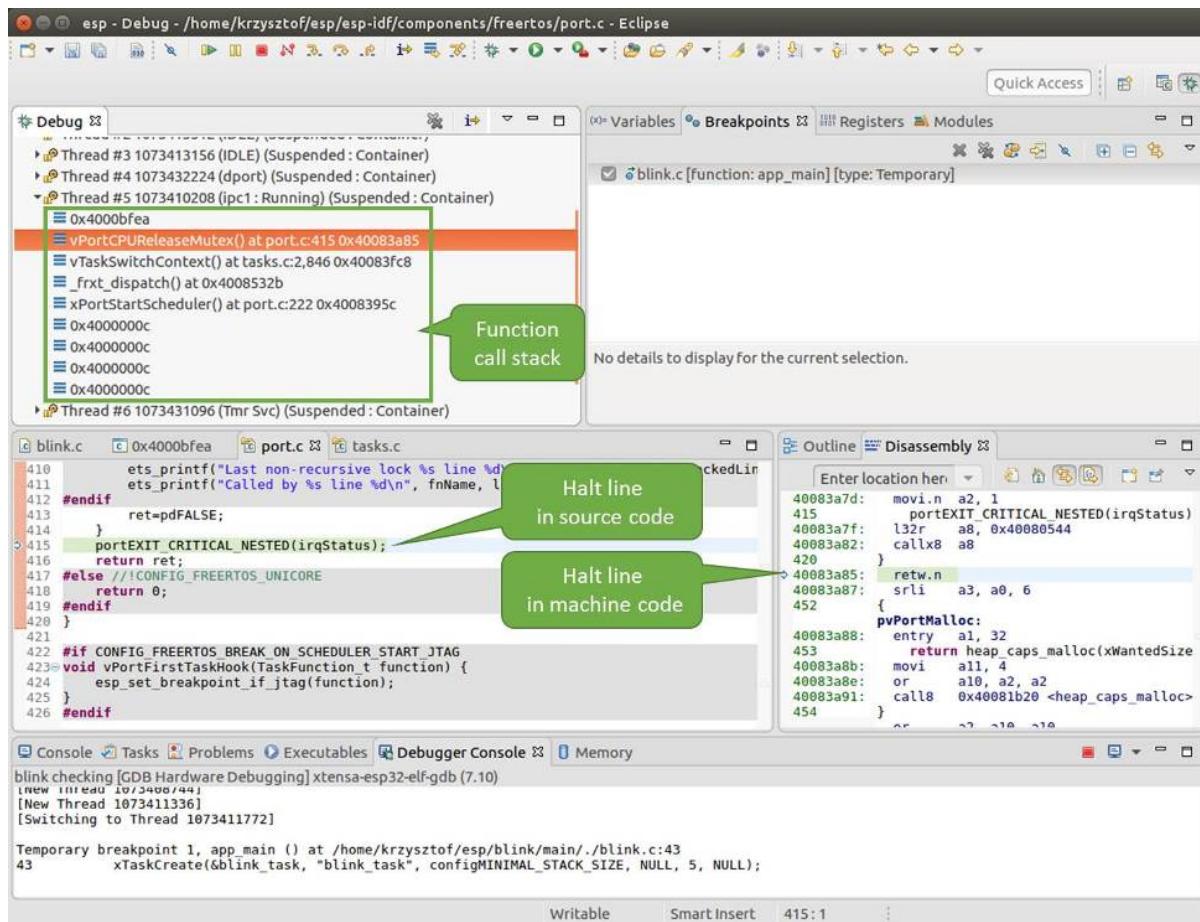 esp - Debug - /home/krzysztof/esp/esp-idf/components/freertos/port.c - Eclipse
Quick Access
Debug
Thread #3 1073413156 (IDLE) (Suspended : Container)
Thread #4 1073432224 (dport) (Suspended : Container)
Thread #5 1073410208 (ipc1 : Running) (Suspended : Container)
0x4000bfea
vPortCPUReleaseMutex() at port.c:415 0x40083a85
vTaskSwitchContext() at tasks.c:2,846 0x40083fc8
_frxt_dispatch() at 0x4008532b
xPortStartScheduler() at port.c:222 0x4008395c
0x4000000c
0x4000000c
0x4000000c
0x4000000c
Thread #6 1073431096 (Tmr Svc) (Suspended : Container)
Function
call stack
Variables Breakpoints Registers Modules
blink.c [function: app_main] [type: Temporary]
No details to display for the current selection.
blink.c 0x4000bfea port.c tasks.c
410 ets_printf("Last non-recursive lock %s line %d
411 ets_printf("Called by %s line %d\n", fnName, l
412 #endif
413 ret=pdFALSE;
414 }
415 portEXIT_CRITICAL_NESTED(irqStatus);
416 return ret;
417 #else //!CONFIG_FREERTOS_UNICORE
418 return 0;
419 #endif
420 }
421
422 #if CONFIG_FREERTOS_BREAK_ON_SCHEDULER_START_JTAG
423 void vPortFirstTaskHook(TaskFunction_t function) {
424 esp_set_breakpoint_if_jtag(function);
425 }
426 #endif
Halt line
in source code
Halt line
in machine code
Outline Disassembly
Enter location her
40083a7d: movi.n a2, 1
415 portEXIT_CRITICAL_NESTED(irqStatus)
40083a7f: l32r a8, 0x40080544
40083a82: callx8 a8
420 }
40083a85: retw.n
40083a87: srli a3, a0, 6
452 {
pvPortMalloc:
40083a88: entry a1, 32
453 return heap_caps_malloc(xWantedSize
40083a8b: movi a11, 4
40083a8e: or a10, a2, a2
40083a91: call8 0x40081b20 <heap_caps_malloc>
454 }
Console Tasks Problems Executables Debugger Console Memory
blink checking [GDB Hardware Debugging] xtensa-esp32-elf-gdb (7.10)
[New Thread 1073408744]
[New Thread 1073411336]
[Switching to Thread 1073411772]
Temporary breakpoint 1, app_main () at /home/krzysztof/esp/blink/main/./blink.c:43
43 xTaskCreate(&blink_task, "blink_task", configMINIMAL_STACK_SIZE, NULL, 5, NULL);
Writable Smart Insert 415 : 1